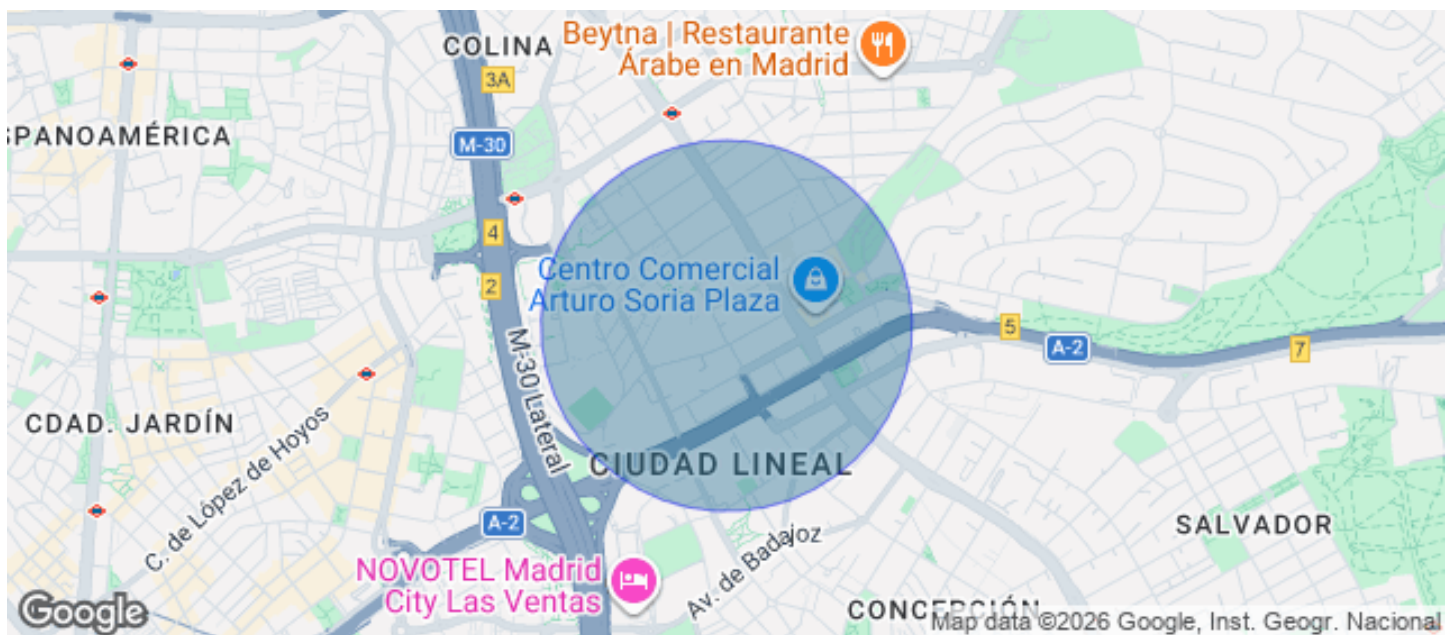 COLINA
Beytna | Restaurante
Árabe en Madrid
3A
SPANOAMÉRICA
M-30
4
2
Centro Comercial
Arturo Soria Plaza
5
A-2
7
M-30 Lateral
CDAD. JARDÍN
C. de López de Hoyos
CIUDAD LINEAL
A-2
SALVADOR
Av. de Badajoz
NOVOTEL Madrid
City Las Ventas
CONCEPCIÓN
Google
Map data ©2026 Google, Inst. Geogr. Nacional